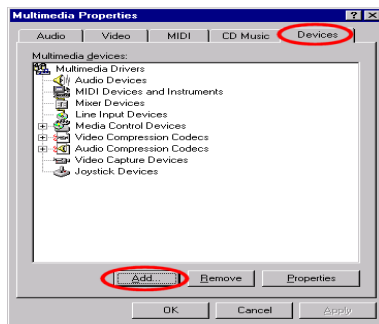 Multimedia Properties
Audio Video MIDI CD Music Devices
Multimedia devices:
Multimedia Drivers
Audio Devices
MIDI Devices and Instruments
Mixer Devices
Line Input Devices
Media Control Devices
Video Compression Codecs
Audio Compression Codecs
Video Capture Devices
Joystick Devices
Add... Remove Properties
OK Cancel Apply